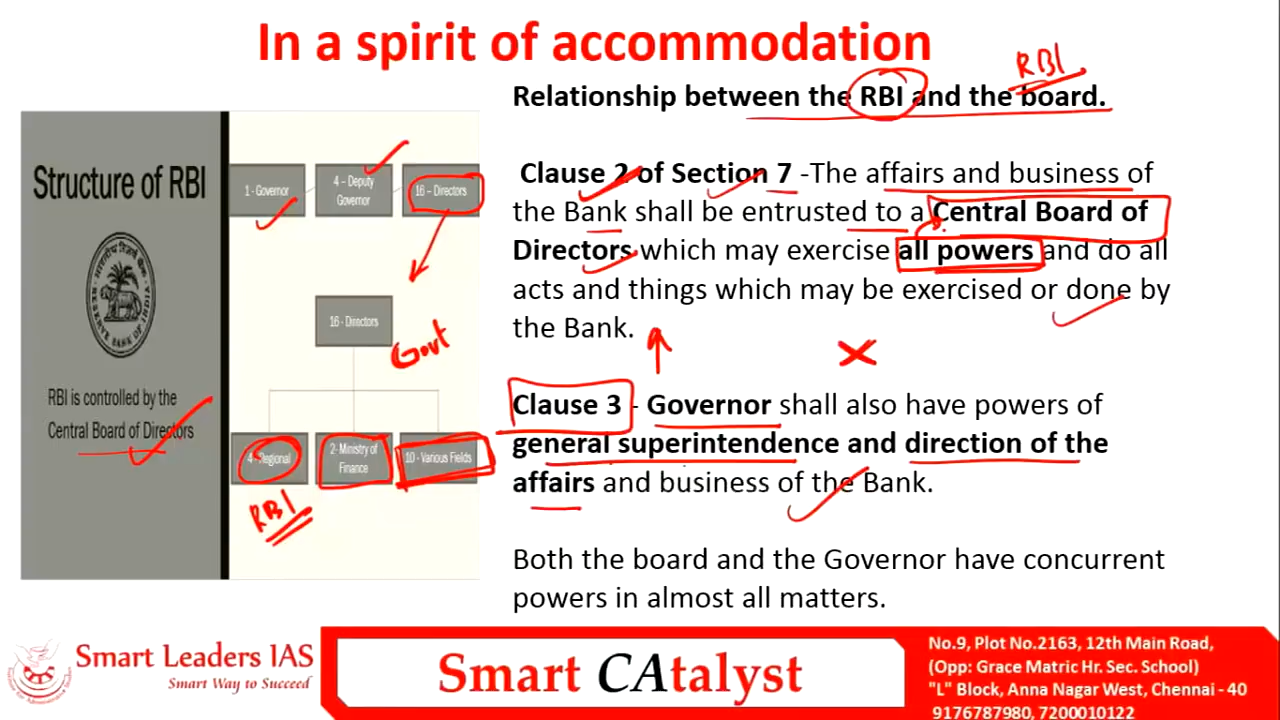 In a spirit of accommodation
Structure of RBI
RESERVE BANK OF INDIA
RBI is controlled by the
Central Board of Directors
1 - Governor
4 – Deputy
Governor
16 – Directors
16 - Directors
Govt
4- Regional
2- Ministry of
Finance
10 - Various Fields
RBI
RBI
Relationship between the RBI and the board.
Clause 2 of Section 7 -The affairs and business of
the Bank shall be entrusted to a Central Board of
Directors which may exercise all powers and do all
acts and things which may be exercised or done by
the Bank.
Clause 3 - Governor shall also have powers of
general superintendence and direction of the
affairs and business of the Bank.
Both the board and the Governor have concurrent
powers in almost all matters.
Smart Leaders IAS
Smart Way to Succeed
Smart CAtalyst
No.9, Plot No.2163, 12th Main Road,
(Opp: Grace Matric Hr. Sec. School)
"L" Block, Anna Nagar West, Chennai - 40
9176787980, 7200010122